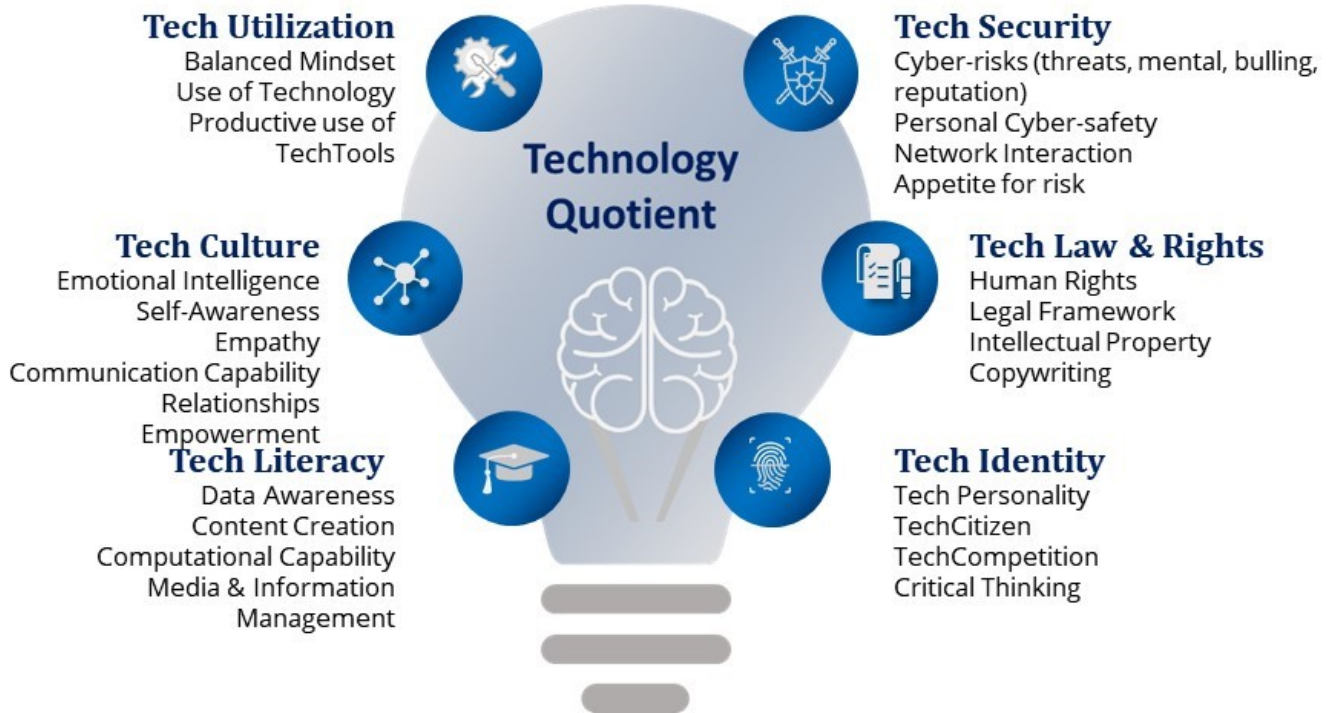 Tech Utilization
Balanced Mindset
Use of Technology
Productive use of
TechTools
Tech Culture
Emotional Intelligence
Self-Awareness
Empathy
Communication Capability
Relationships
Empowerment
Tech Literacy
Data Awareness
Content Creation
Computational Capability
Media & Information
Management
Technology
Quotient
Tech Security
Cyber-risks (threats, mental, bulling,
reputation)
Personal Cyber-safety
Network Interaction
Appetite for risk
Tech Law & Rights
Human Rights
Legal Framework
Intellectual Property
Copywriting
Tech Identity
Tech Personality
TechCitizen
TechCompetition
Critical Thinking